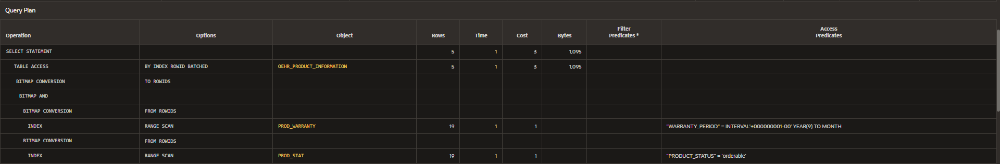 Query Plan
Operation Options Object Rows Time Cost Bytes Filter Predicates * Access Predicates
SELECT STATEMENT 5 1 3 1,095
TABLE ACCESS BY INDEX ROWID BATCHED OEHR_PRODUCT_INFORMATION 5 1 3 1,095
BITMAP CONVERSION TO ROWIDS
BITMAP AND
BITMAP CONVERSION FROM ROWIDS
INDEX RANGE SCAN PROD_WARRANTY 19 1 1 "WARRANTY_PERIOD" = INTERVAL'+000000001-00' YEAR(9) TO MONTH
BITMAP CONVERSION FROM ROWIDS
INDEX RANGE SCAN PROD_STAT 19 1 1 "PRODUCT_STATUS" = 'orderable'